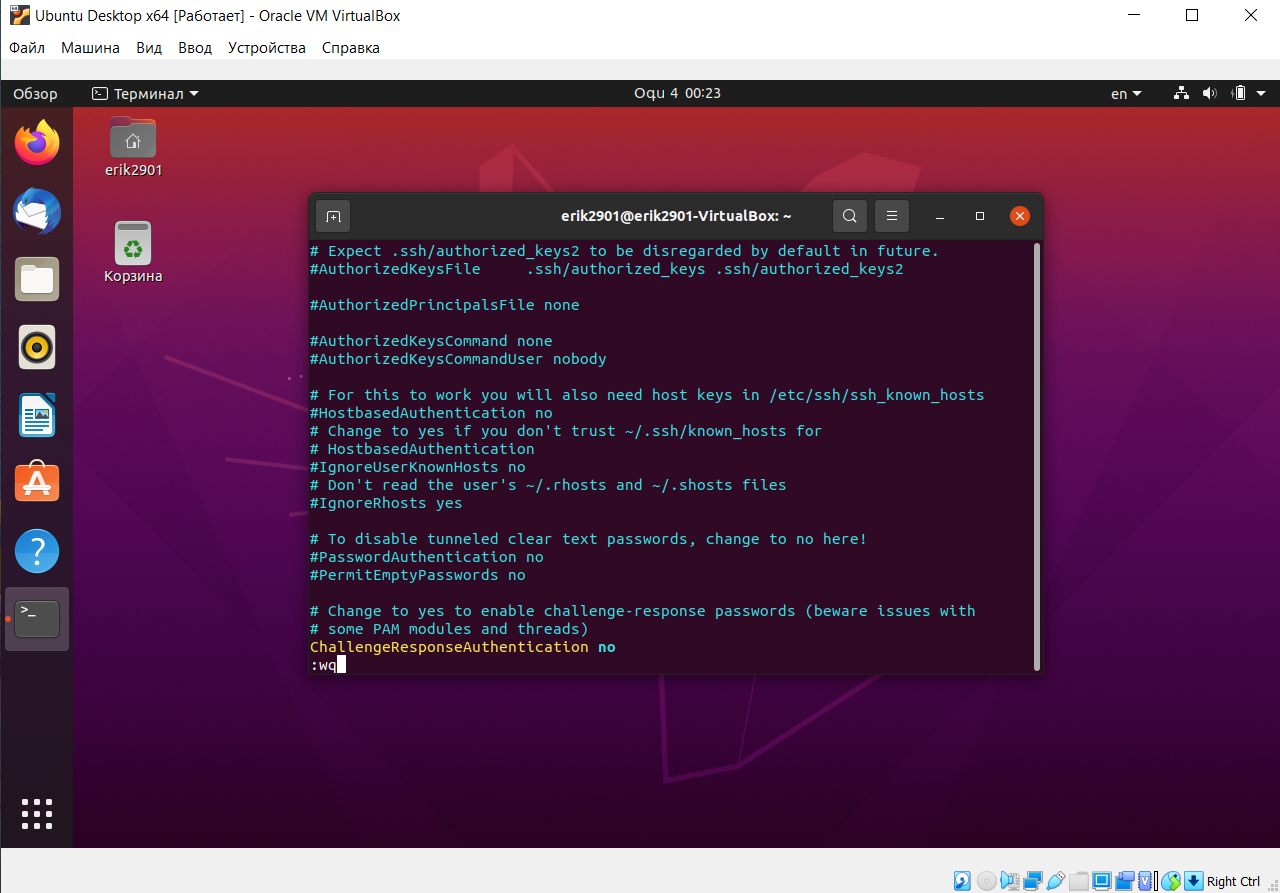 Ubuntu Desktop x64 [Работает] - Oracle VM VirtualBox
Файл Машина Вид Ввод Устройства Справка
Обзор Терминал Oqu 4 00:23 en
erik2901
Корзина
erik2901@erik2901-VirtualBox: ~
# Expect .ssh/authorized_keys2 to be disregarded by default in future.
#AuthorizedKeysFile .ssh/authorized_keys .ssh/authorized_keys2
#AuthorizedPrincipalsFile none
#AuthorizedKeysCommand none
#AuthorizedKeysCommandUser nobody
# For this to work you will also need host keys in /etc/ssh/ssh_known_hosts
#HostbasedAuthentication no
# Change to yes if you don't trust ~/.ssh/known_hosts for
# HostbasedAuthentication
#IgnoreUserKnownHosts no
# Don't read the user's ~/.rhosts and ~/.shosts files
#IgnoreRhosts yes
# To disable tunneled clear text passwords, change to no here!
#PasswordAuthentication no
#PermitEmptyPasswords no
# Change to yes to enable challenge-response passwords (beware issues with
# some PAM modules and threads)
ChallengeResponseAuthentication no
:wq
Right Ctrl